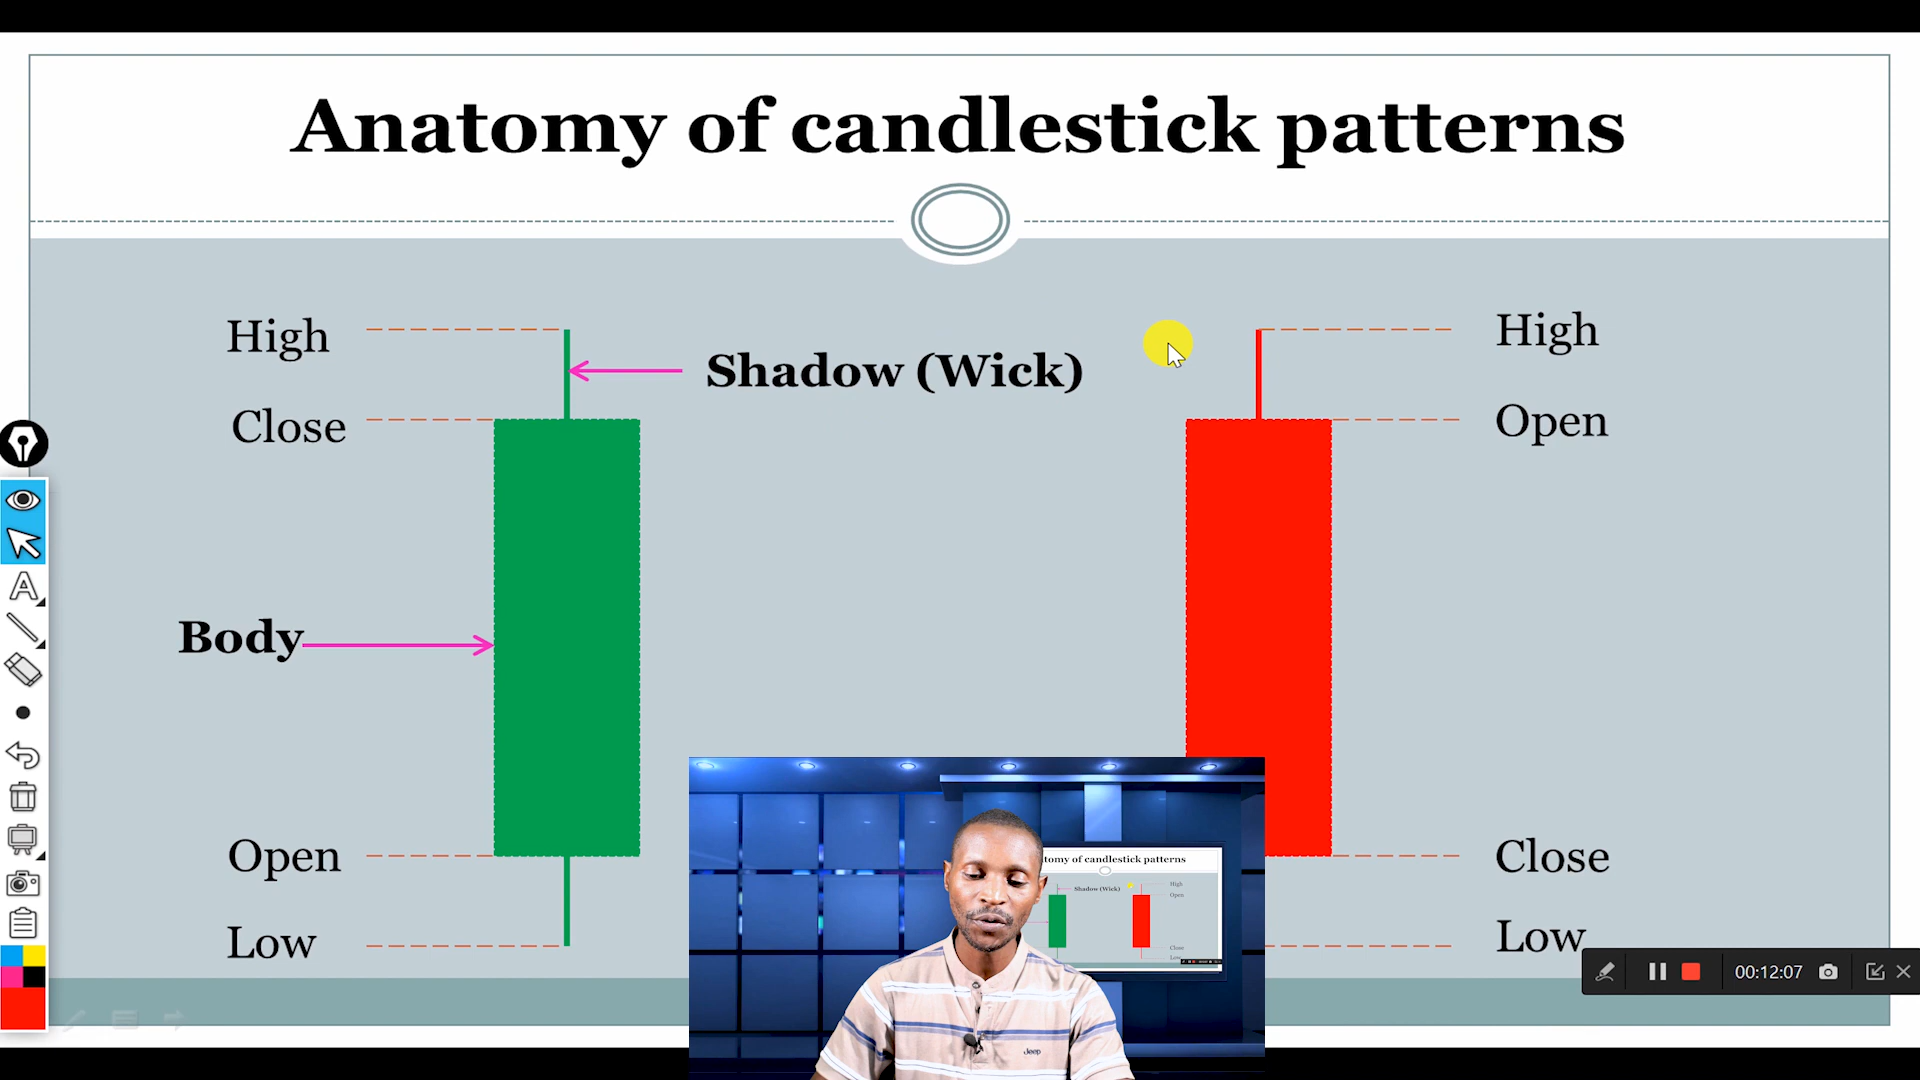 Anatomy of candlestick patterns
High
High
Shadow (Wick)
Close
Open
Body
Open
Close
Low
Low
tomy of candlestick patterns
Shadow (Wick)
High
Open
Close
00:12:07
Jeep
A